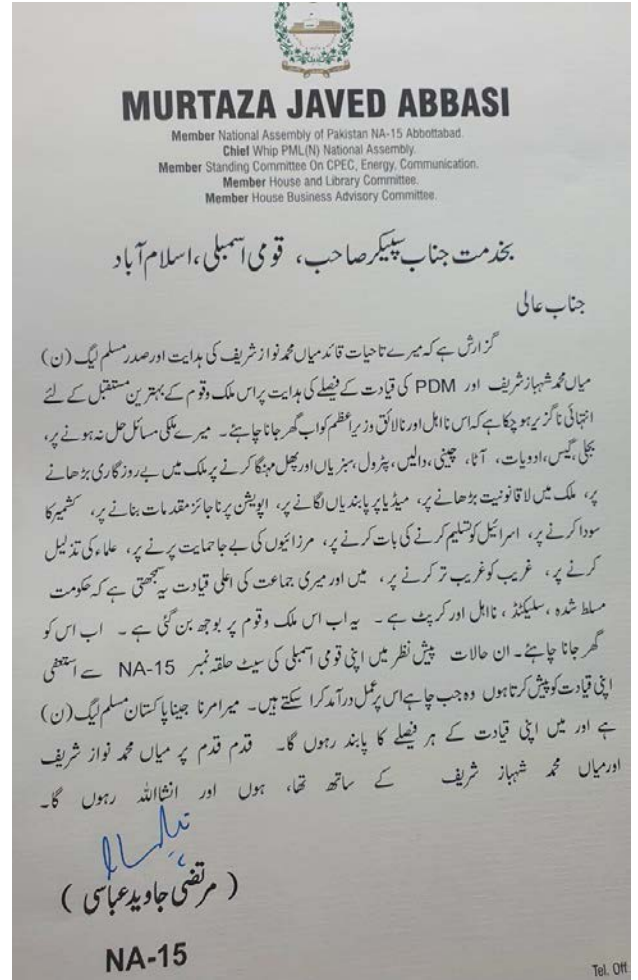 MURTAZA JAVED ABBASI
Member National Assembly of Pakistan NA-15 Abbottabad.
Chief Whip PML(N) National Assembly.
Member Standing Committee On CPEC, Energy, Communication.
Member House and Library Committee.
Member House Business Advisory Committee.
بخدمت جناب سپیکر صاحب، قومی اسمبلی، اسلام آباد
جناب عالی
گزارش ہے کہ میرے تاحیات قائد میاں محمد نواز شریف کی ہدایت اور صدر مسلم لیگ (ن)
میاں محمد شہباز شریف اور PDM کی قیادت کے فیصلے کی ہدایت پر اس ملک و قوم کے بہترین مستقبل کے لئے
انتہائی ناگزیر ہو چکا ہے کہ اس نا اہل اور نالائق وزیراعظم کو اب گھر جانا چاہئے۔ میرے ملکی مسائل حل نہ ہونے پر،
بجلی، گیس، ادویات، آٹا، چینی، دالیں، پٹرول، سبزیاں اور پھل مہنگا کرنے پر ملک میں بے روزگاری بڑھانے
پر، ملک میں لاقانونیت بڑھانے پر، میڈیا پر پابندیاں لگانے پر، اپوزیشن پر ناجائز مقدمات بنانے پر، کشمیر کا
سودا کرنے پر، اسرائیل کو تسلیم کرنے کی بات کرنے پر، مرزائیوں کی بے جا حمایت پر نے پر، علماء کی تذلیل
کرنے پر، غریب کو غریب تر کرنے پر، میں اور میری جماعت کی اعلی قیادت یہ سمجھتی ہے کہ حکومت
مسلط شدہ، سلیکٹڈ، نااہل اور کرپٹ ہے۔ یہ اب اس ملک و قوم پر بوجھ بن گئی ہے۔ اب اس کو
گھر جانا چاہئے۔ ان حالات پیش نظر میں اپنی قومی اسمبلی کی سیٹ حلقہ نمبر NA-15 سے استعفی
اپنی قیادت کو پیش کرتا ہوں وہ جب چاہے اس پر عمل درآمد کرا سکتے ہیں۔ میرا مرنا جینا پاکستان مسلم لیگ (ن)
ہے اور میں اپنی قیادت کے ہر فیصلے کا پابند رہوں گا۔ قدم قدم پر میاں محمد نواز شریف
اور میاں محمد شہباز شریف کے ساتھ تھا، ہوں اور انشااللہ رہوں گا۔
( مرتضیٰ جاوید عباسی )
NA-15
Tel. Off